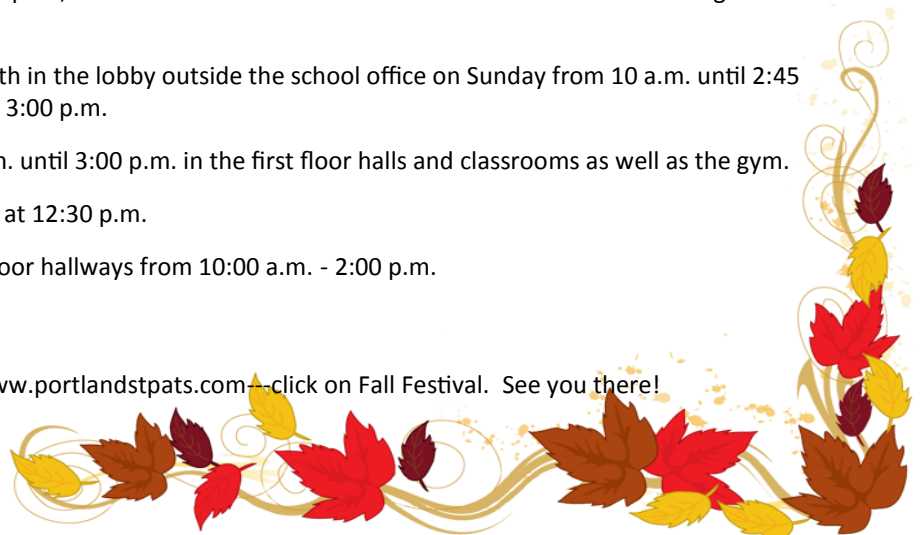 th in the lobby outside the school office on Sunday from 10 a.m. until 2:45
3:00 p.m.
m. until 3:00 p.m. in the first floor halls and classrooms as well as the gym.
at 12:30 p.m.
oor hallways from 10:00 a.m. - 2:00 p.m.
ww.portlandstpats.com---click on Fall Festival. See you there!